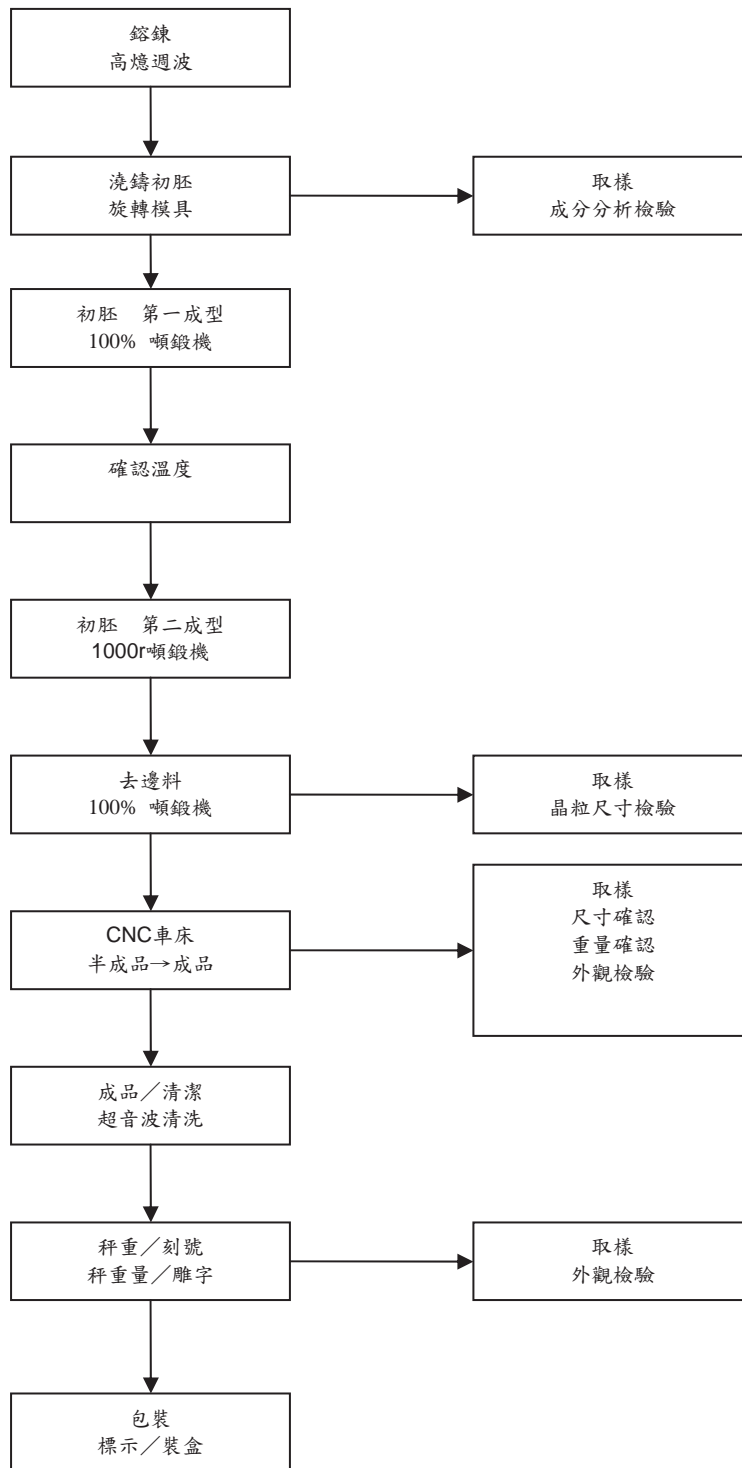 鎔鍊
高爐週波
澆鑄初胚
旋轉模具
取樣
成分分析檢驗
初胚　第一成型
100% 噸鍛機
確認溫度
初胚　第二成型
1000r噸鍛機
去邊料
100% 噸鍛機
取樣
晶粒尺寸檢驗
CNC車床
半成品→成品
取樣
尺寸確認
重量確認
外觀檢驗
成品／清潔
超音波清洗
秤重／刻號
秤重量／雕字
取樣
外觀檢驗
包裝
標示／裝盒